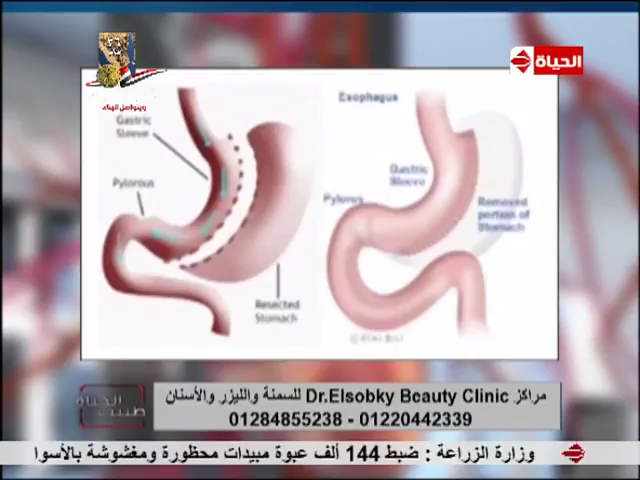 الحياة
Gastric
Sleeve
Pylorous
Resected
Stomach
Esophagus
Gastric
Sleeve
Pylorus
Removed
portion of
Stomach
طبيب الحياة
مراكز Dr.Elsobky Beauty Clinic للسمنة والليزر والأسنان
01284855238 - 01220442339
وزارة الزراعة : ضبط 144 ألف عبوة مبيدات محظورة ومغشوشة بالأسوا